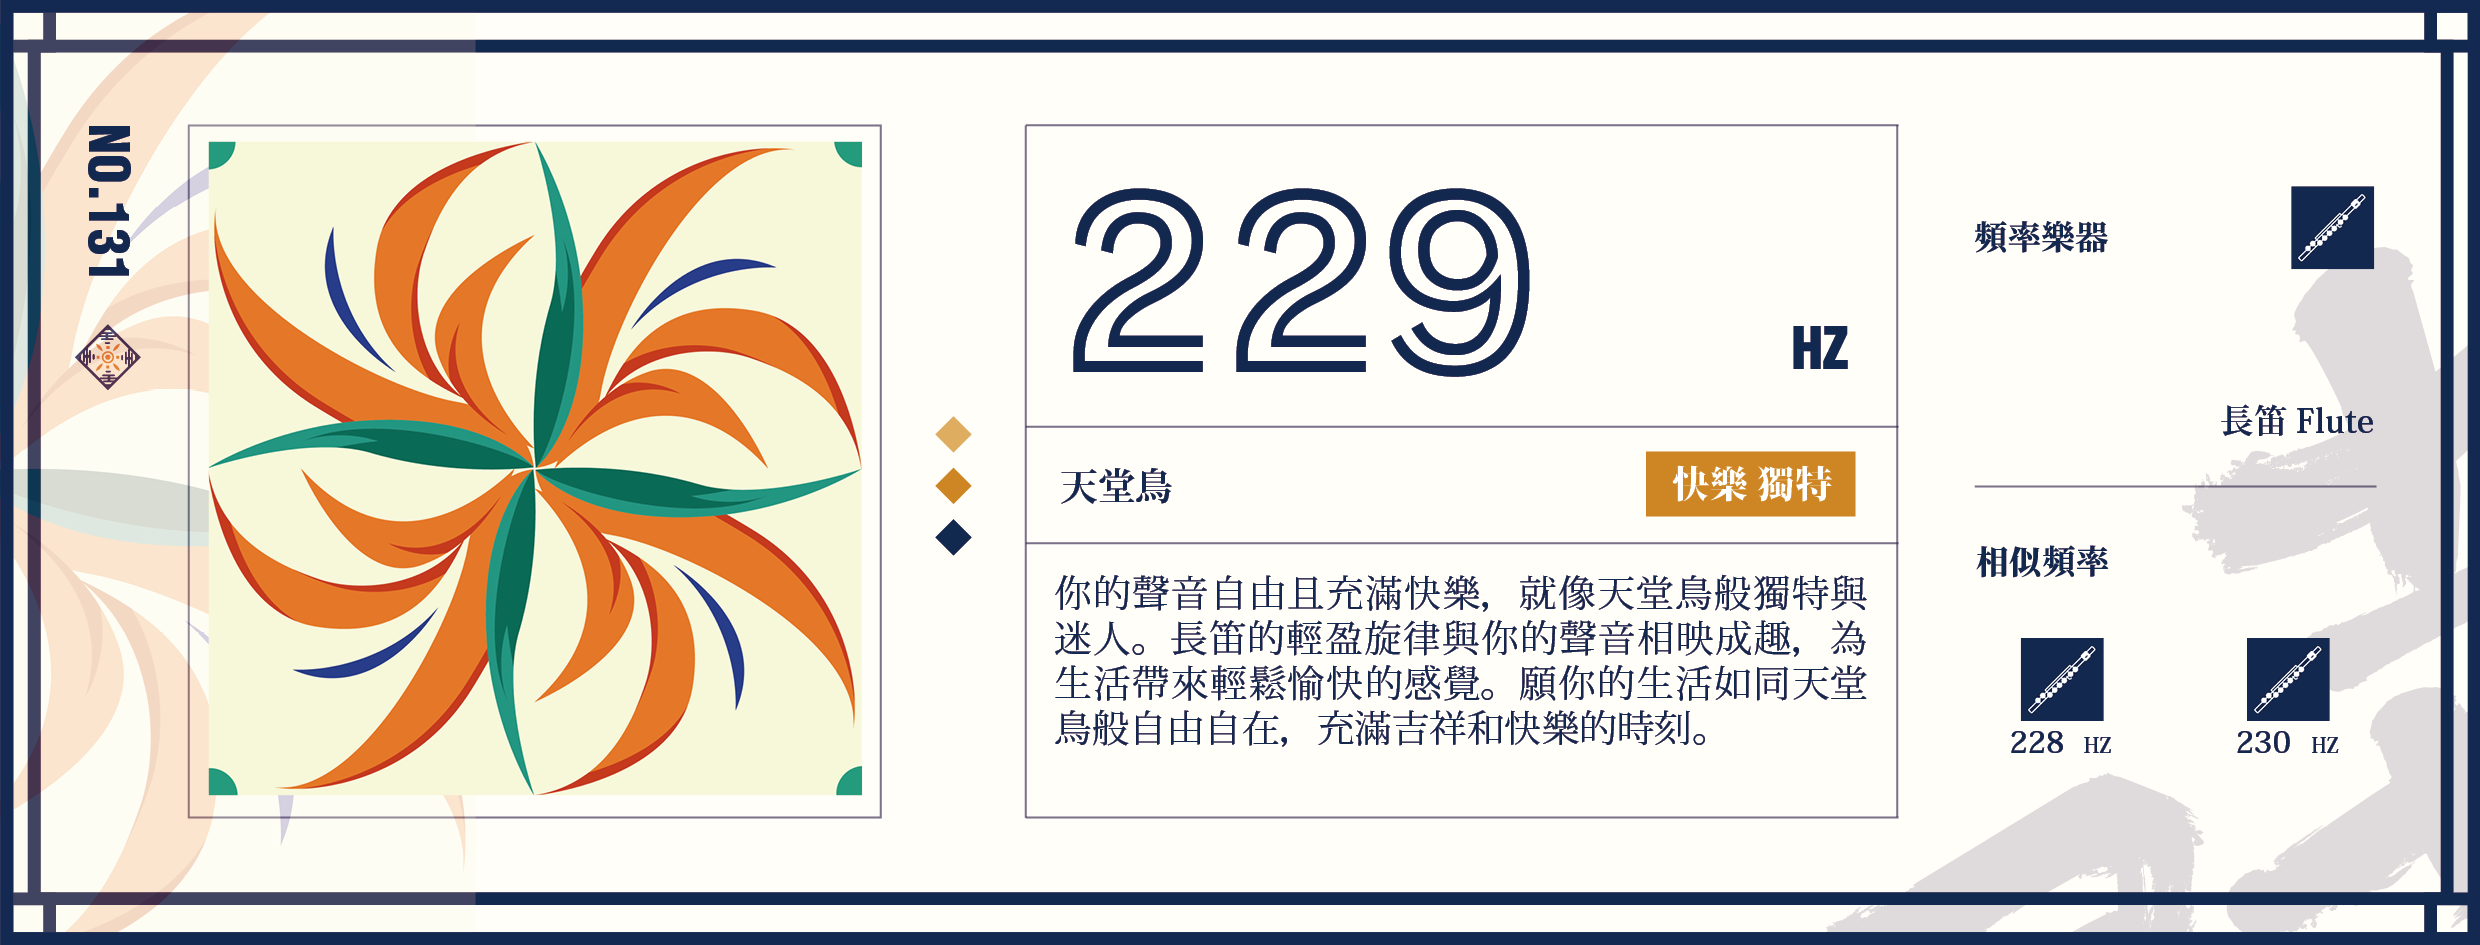 NO.131
229
HZ
天堂鳥
快樂 獨特
你的聲音自由且充滿快樂，就像天堂鳥般獨特與
迷人。長笛的輕盈旋律與你的聲音相映成趣，為
生活帶來輕鬆愉快的感覺。願你的生活如同天堂
鳥般自由自在，充滿吉祥和快樂的時刻。
頻率樂器
長笛 Flute
相似頻率
228 HZ
230 HZ